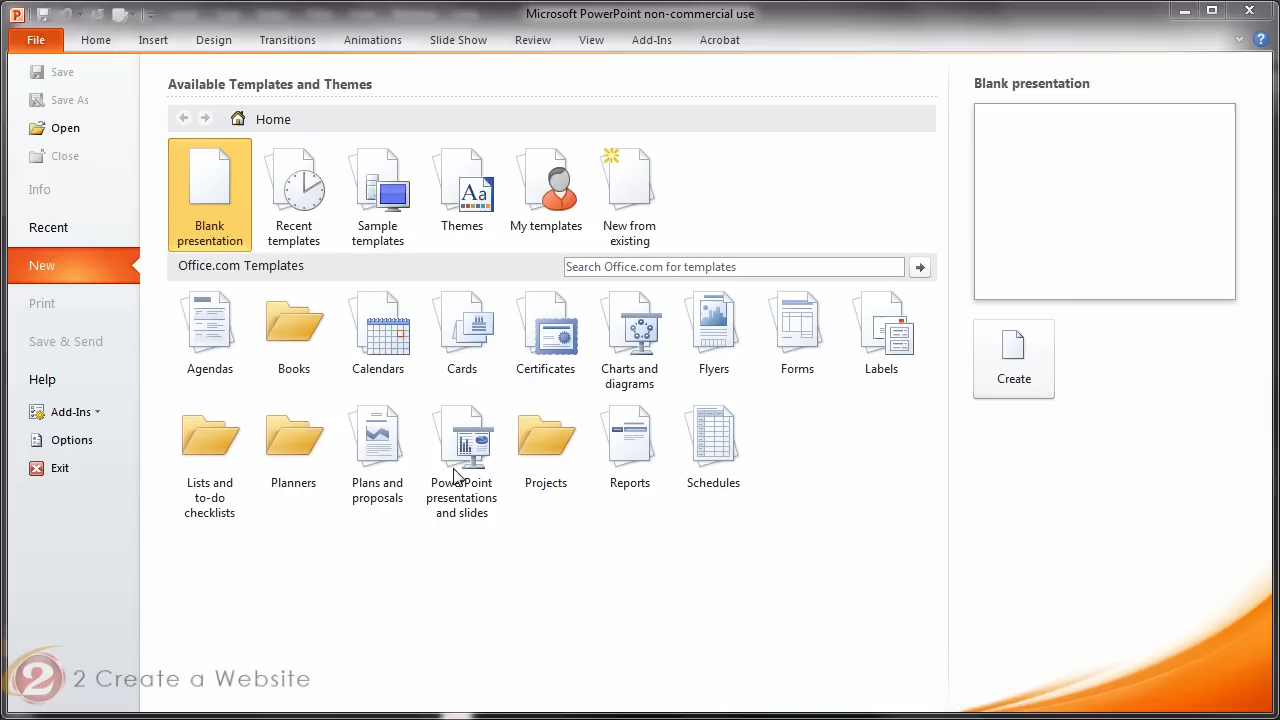 Microsoft PowerPoint non-commercial use
File Home Insert Design Transitions Animations Slide Show Review View Add-Ins Acrobat
Save
Save As
Open
Close
Info
Recent
New
Print
Save & Send
Help
Add-Ins
Options
Exit
Available Templates and Themes
Home
Blank
presentation
Recent
templates
Sample
templates
Aa
Themes
My templates
New from
existing
Office.com Templates
Search Office.com for templates
Agendas
Books
Calendars
Cards
Certificates
Charts and
diagrams
Flyers
Forms
Labels
Lists and
to-do
checklists
Planners
Plans and
proposals
PowerPoint
presentations
and slides
Projects
Reports
Schedules
Blank presentation
Create
2 2 Create a Website